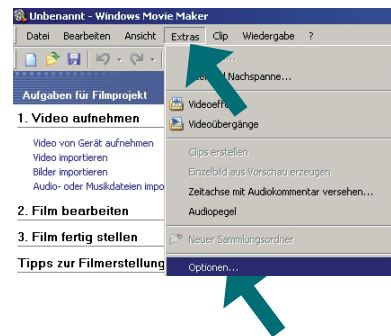 Unbenannt - Windows Movie Maker
Datei Bearbeiten Ansicht Extras Clip Wiedergabe ?
Nachspanne...
Aufgaben für Filmprojekt
1. Video aufnehmen
Video von Gerät aufnehmen
Video importieren
Bilder importieren
Audio- oder Musikdateien impo
2. Film bearbeiten
3. Film fertig stellen
Tipps zur Filmerstellung
Videoeff
Videoübergänge
Clips erstellen
Einzelbild aus Vorschau erzeugen
Zeitachse mit Audiokommentar versehen...
Audiopegel
Neuer Sammlungsordner
Optionen...